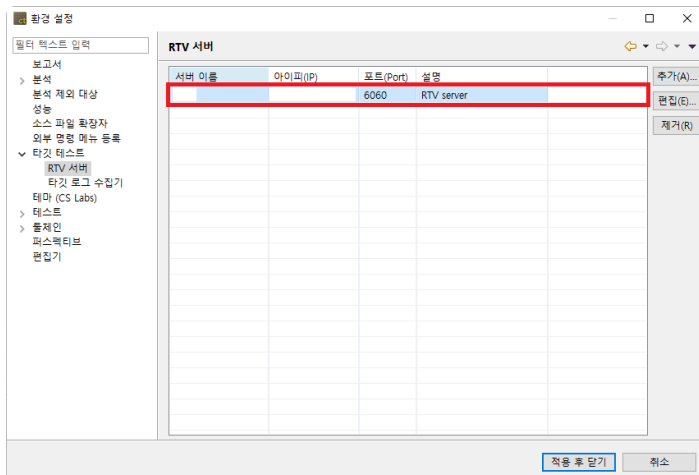 환경 설정
필터 텍스트 입력
보고서
분석
분석 제외 대상
성능
소스 파일 확장자
외부 명령 메뉴 등록
타깃 테스트
RTV 서버
타깃 로그 수집기
테마 (CS Labs)
테스트
툴체인
퍼스펙티브
편집기
RTV 서버
서버 이름 아이피(IP) 포트(Port) 설명
6060 RTV server
추가(A)...
편집(E)...
제거(R)
적용 후 닫기 취소